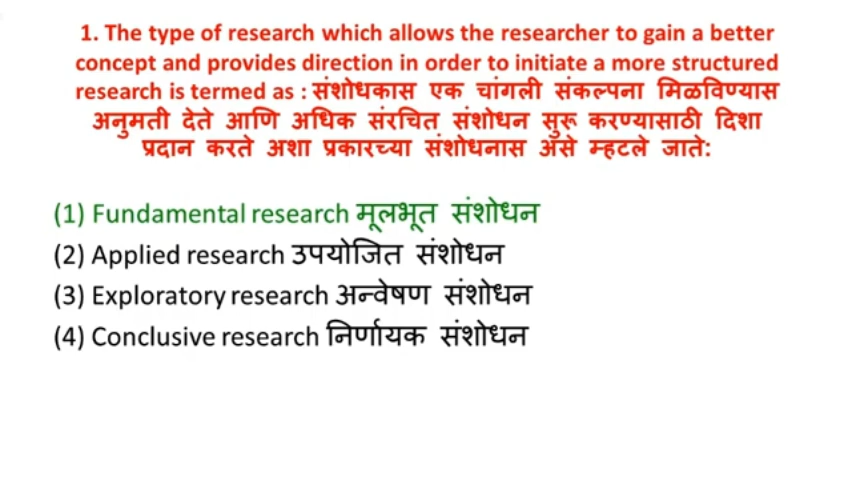 1. The type of research which allows the researcher to gain a better
concept and provides direction in order to initiate a more structured
research is termed as : संशोधकास एक चांगली संकल्पना मिळविण्यास
अनुमती देते आणि अधिक संरचित संशोधन सुरू करण्यासाठी दिशा
प्रदान करते अशा प्रकारच्या संशोधनास असे म्हटले जाते:
(1) Fundamental research मूलभूत संशोधन
(2) Applied research उपयोजित संशोधन
(3) Exploratory research अन्वेषण संशोधन
(4) Conclusive research निर्णायक संशोधन